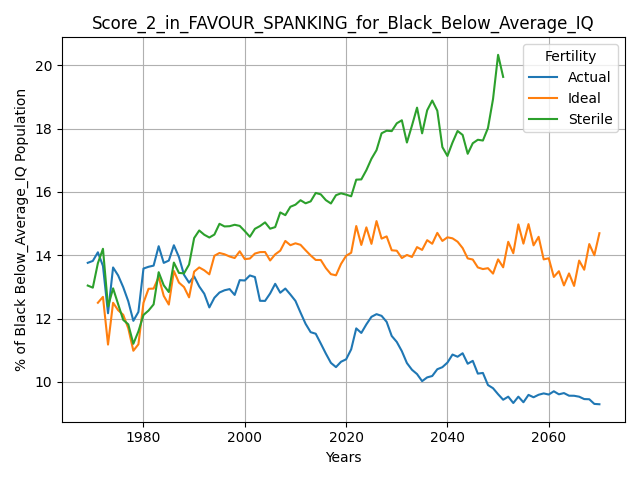 Score_2_in_FAVOUR_SPANKING_for_Black_Below_Average_IQ
% of Black Below_Average_IQ Population
20
18
16
14
12
10
Fertility
Actual
Ideal
Sterile
1980
2000
2020
2040
2060
Years